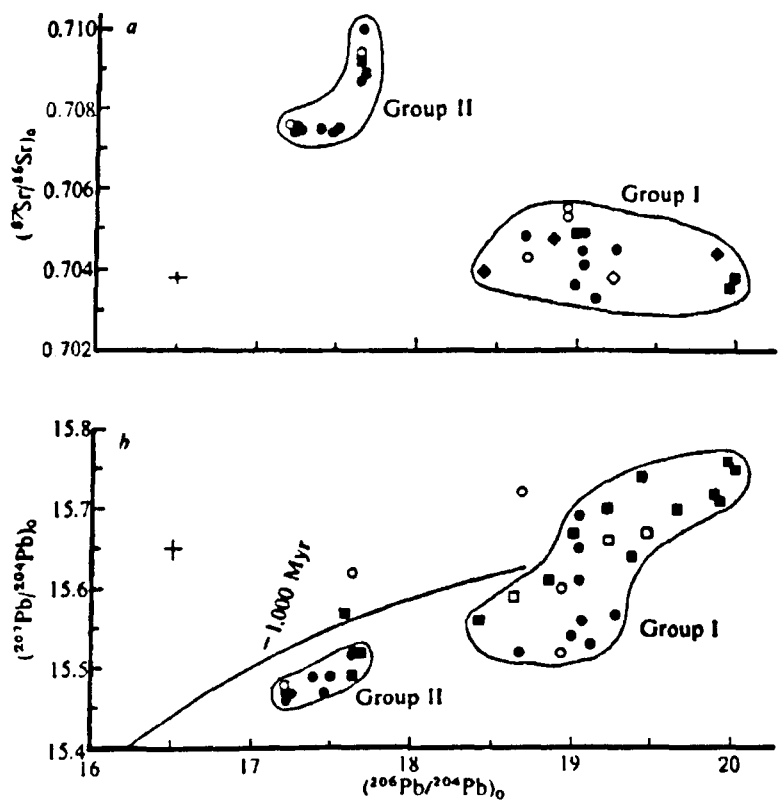 0.710
a
0.708
0.706
0.704
0.702
(⁸⁷Sr/⁸⁶Sr)₀
Group II
Group I
15.8
b
15.7
15.6
15.5
15.4
(²⁰⁷Pb/²⁰⁴Pb)₀
–1.000 Myr
Group I
Group II
16 17 18 19 20
(²⁰⁶Pb/²⁰⁴Pb)₀